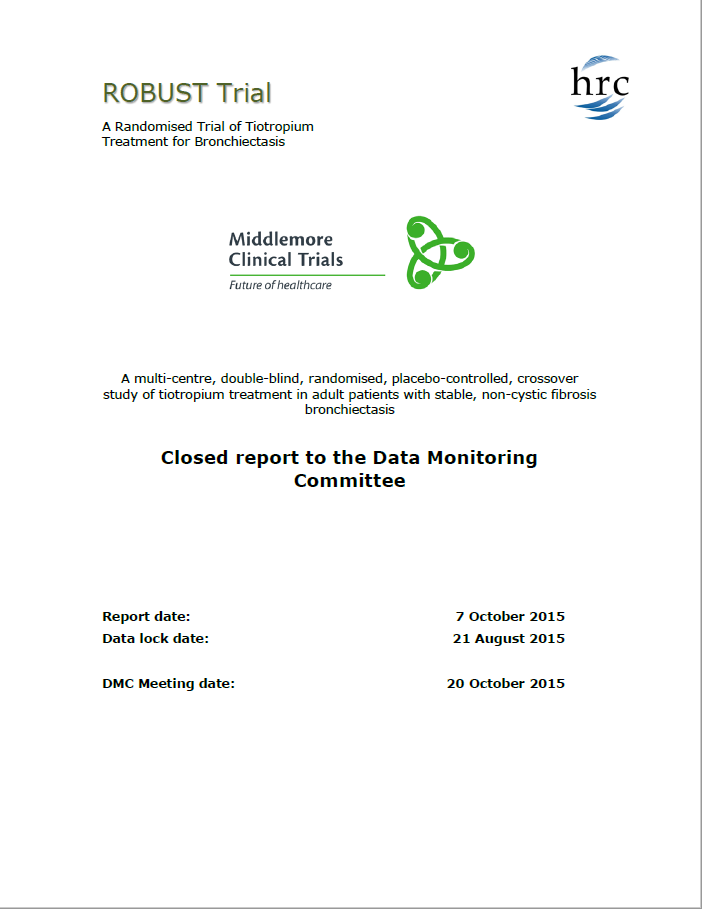 ROBUST Trial
hrc
A Randomised Trial of Tiotropium
Treatment for Bronchiectasis
Middlemore
Clinical Trials
Future of healthcare
A multi-centre, double-blind, randomised, placebo-controlled, crossover
study of tiotropium treatment in adult patients with stable, non-cystic fibrosis
bronchiectasis
Closed report to the Data Monitoring
Committee
Report date: 7 October 2015
Data lock date: 21 August 2015
DMC Meeting date: 20 October 2015